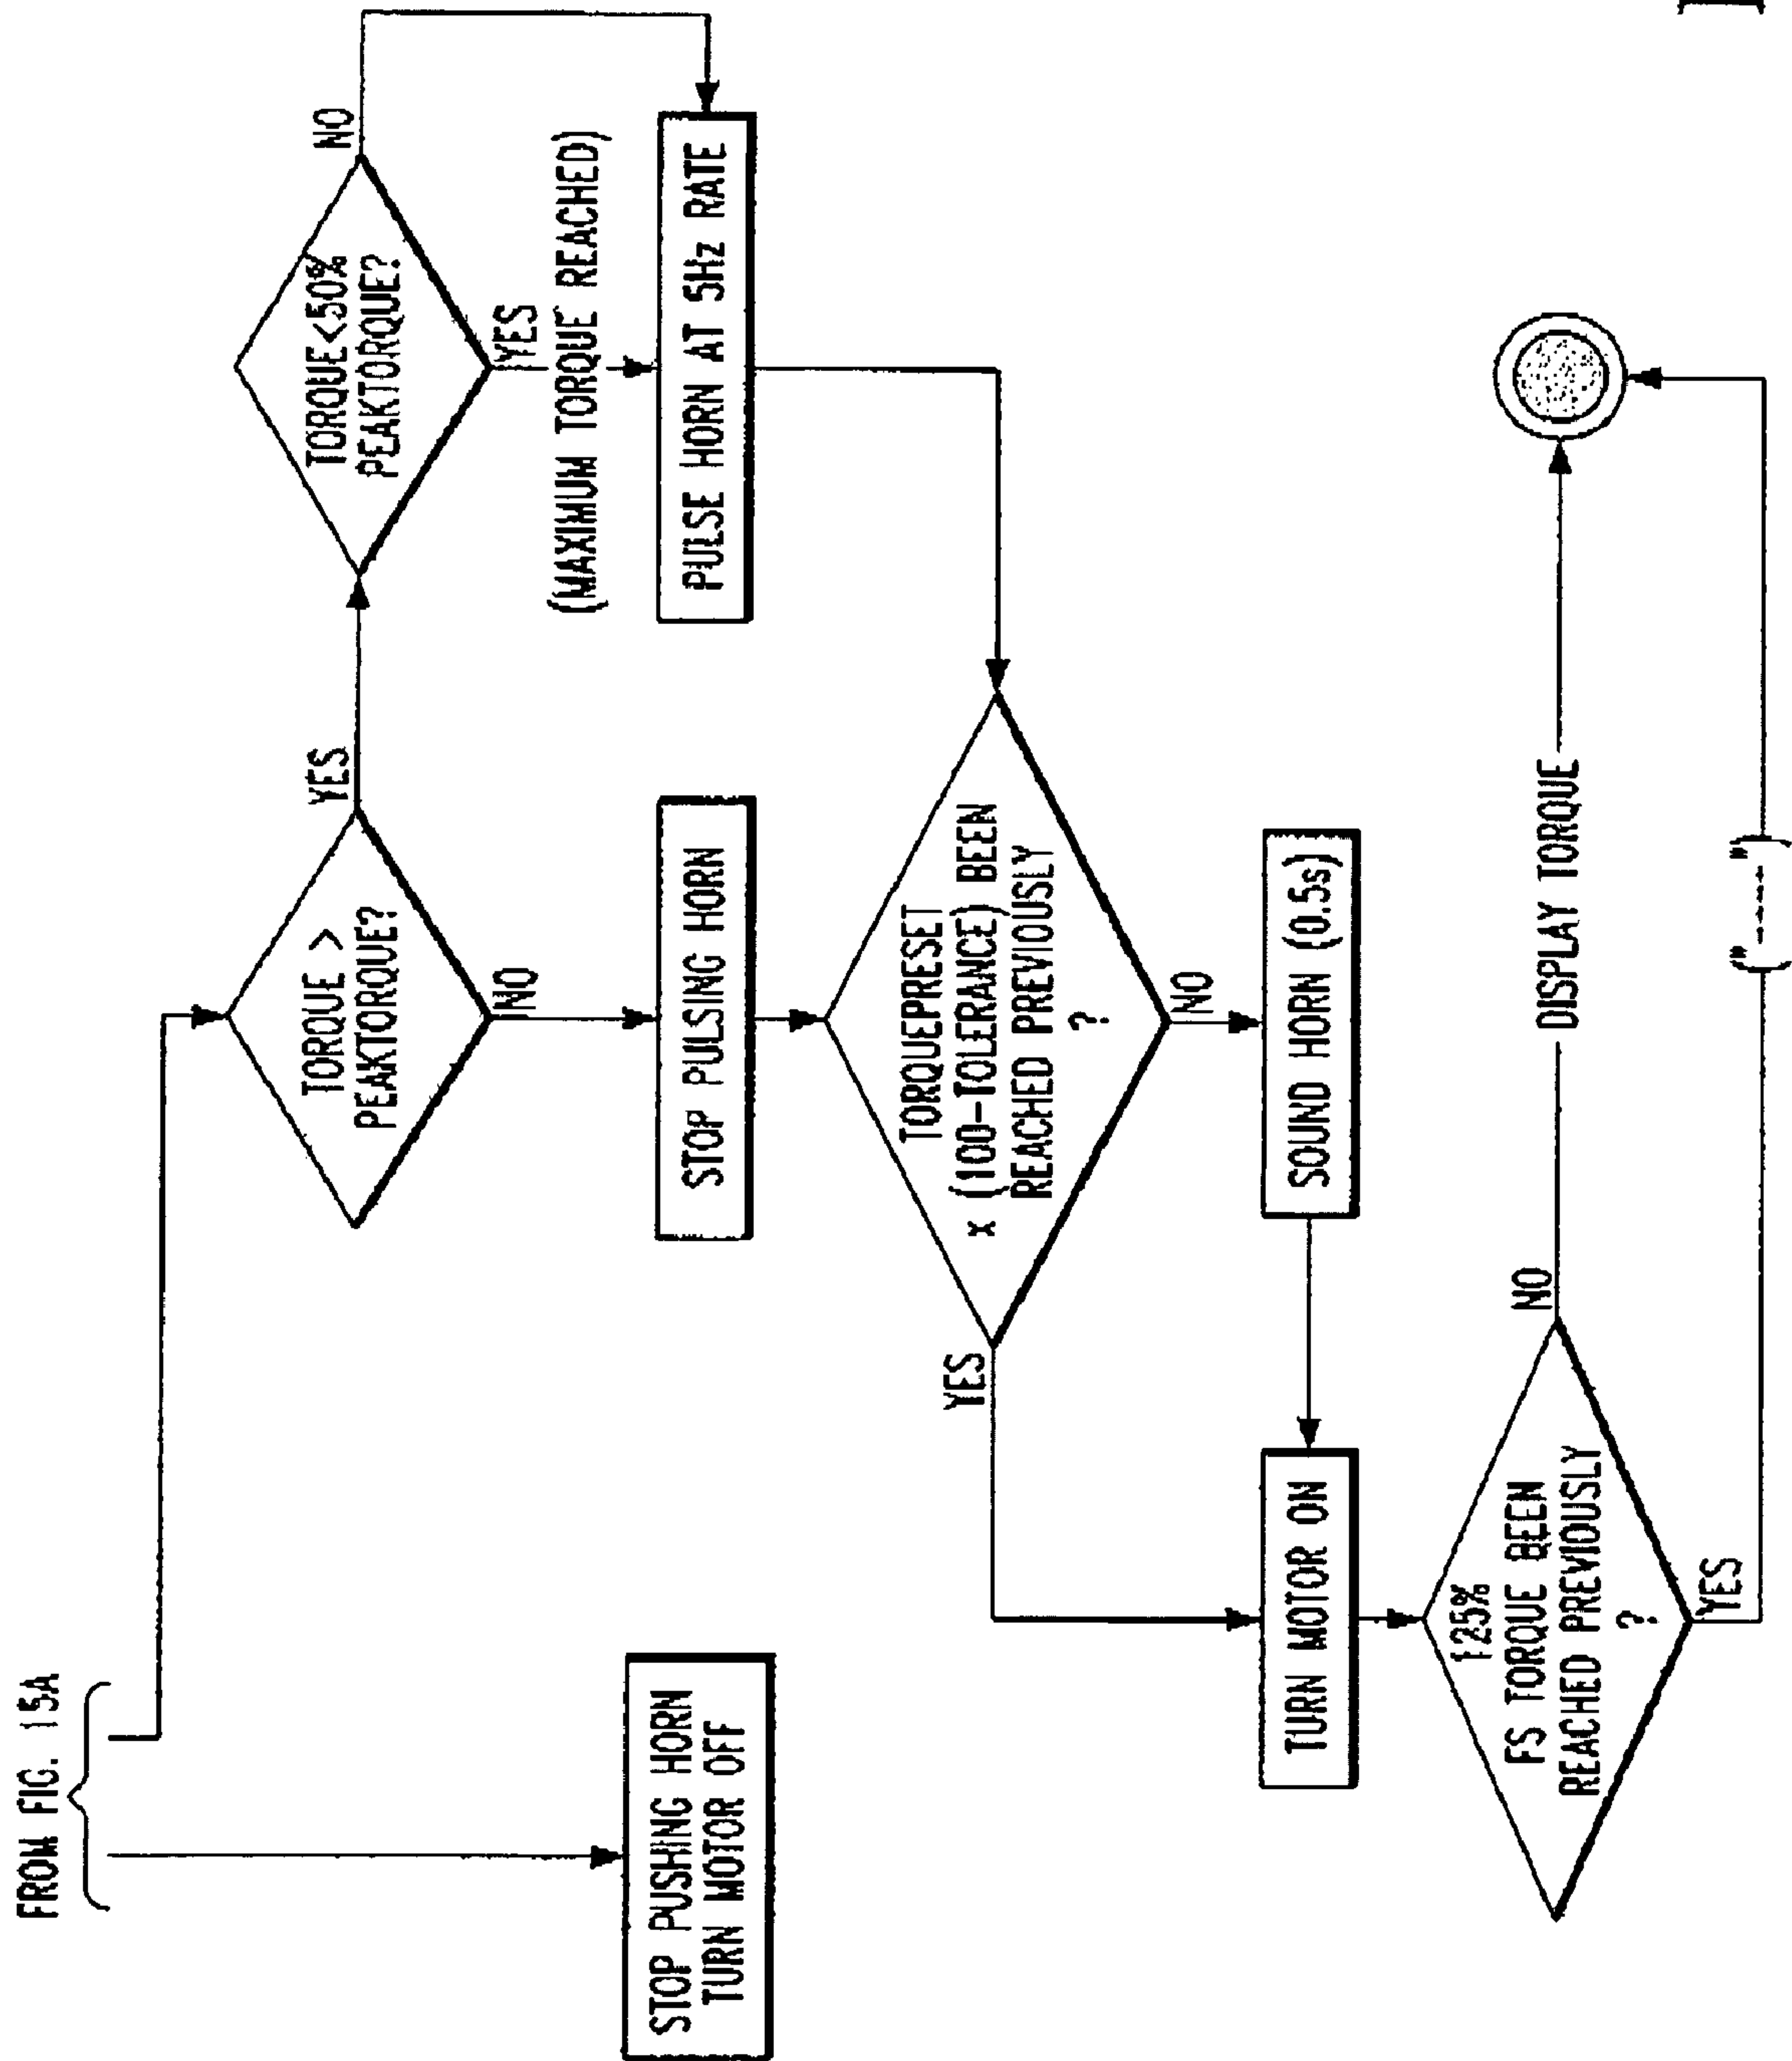 FROM FIG. 15A
STOP PUSHING HORN
TURN MOTOR OFF
TORQUE >
PEAKTORQUE?
YES
NO
TORQUE<50%
PEAKTORQUE?
NO
YES
(MAXIMUM TORQUE REACHED)
STOP PULSING HORN
PULSE HORN AT 5Hz RATE
TORQUEPRESET
x (100-TOLERANCE) BEEN
REACHED PREVIOUSLY
?
YES
NO
SOUND HORN (0.5s)
TURN MOTOR ON
125%
FS TORQUE BEEN
REACHED PREVIOUSLY
?
NO
YES
DISPLAY TORQUE
("----")